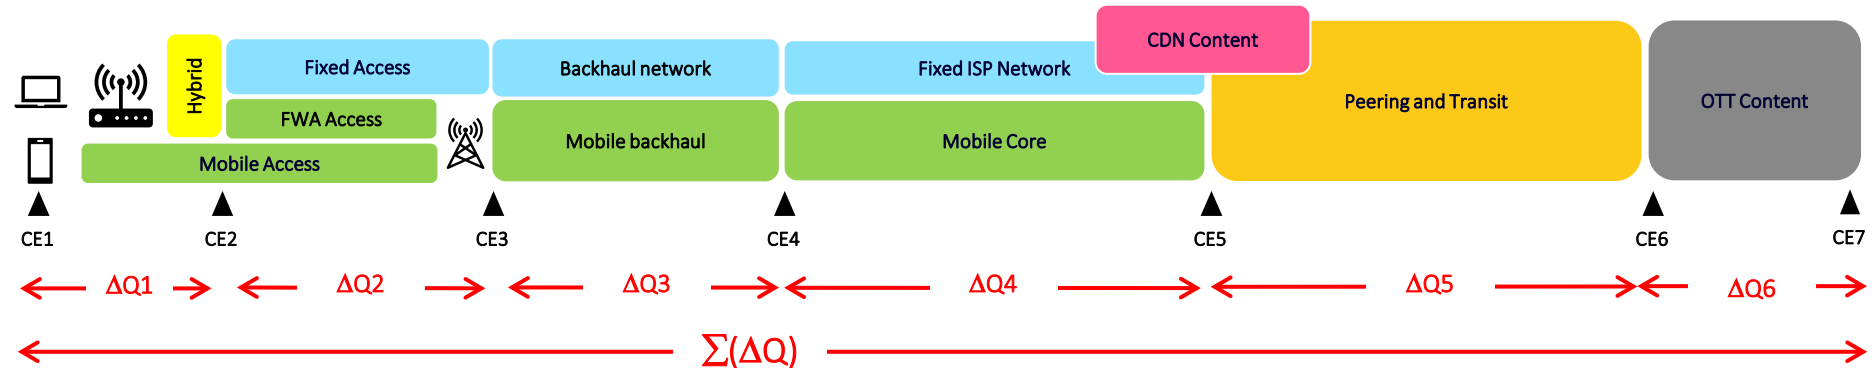 Hybrid
Fixed Access
Backhaul network
Fixed ISP Network
CDN Content
Peering and Transit
OTT Content
FWA Access
Mobile Access
Mobile backhaul
Mobile Core
CE1
CE2
CE3
CE4
CE5
CE6
CE7
ΔQ1
ΔQ2
ΔQ3
ΔQ4
ΔQ5
ΔQ6
∑(ΔQ)